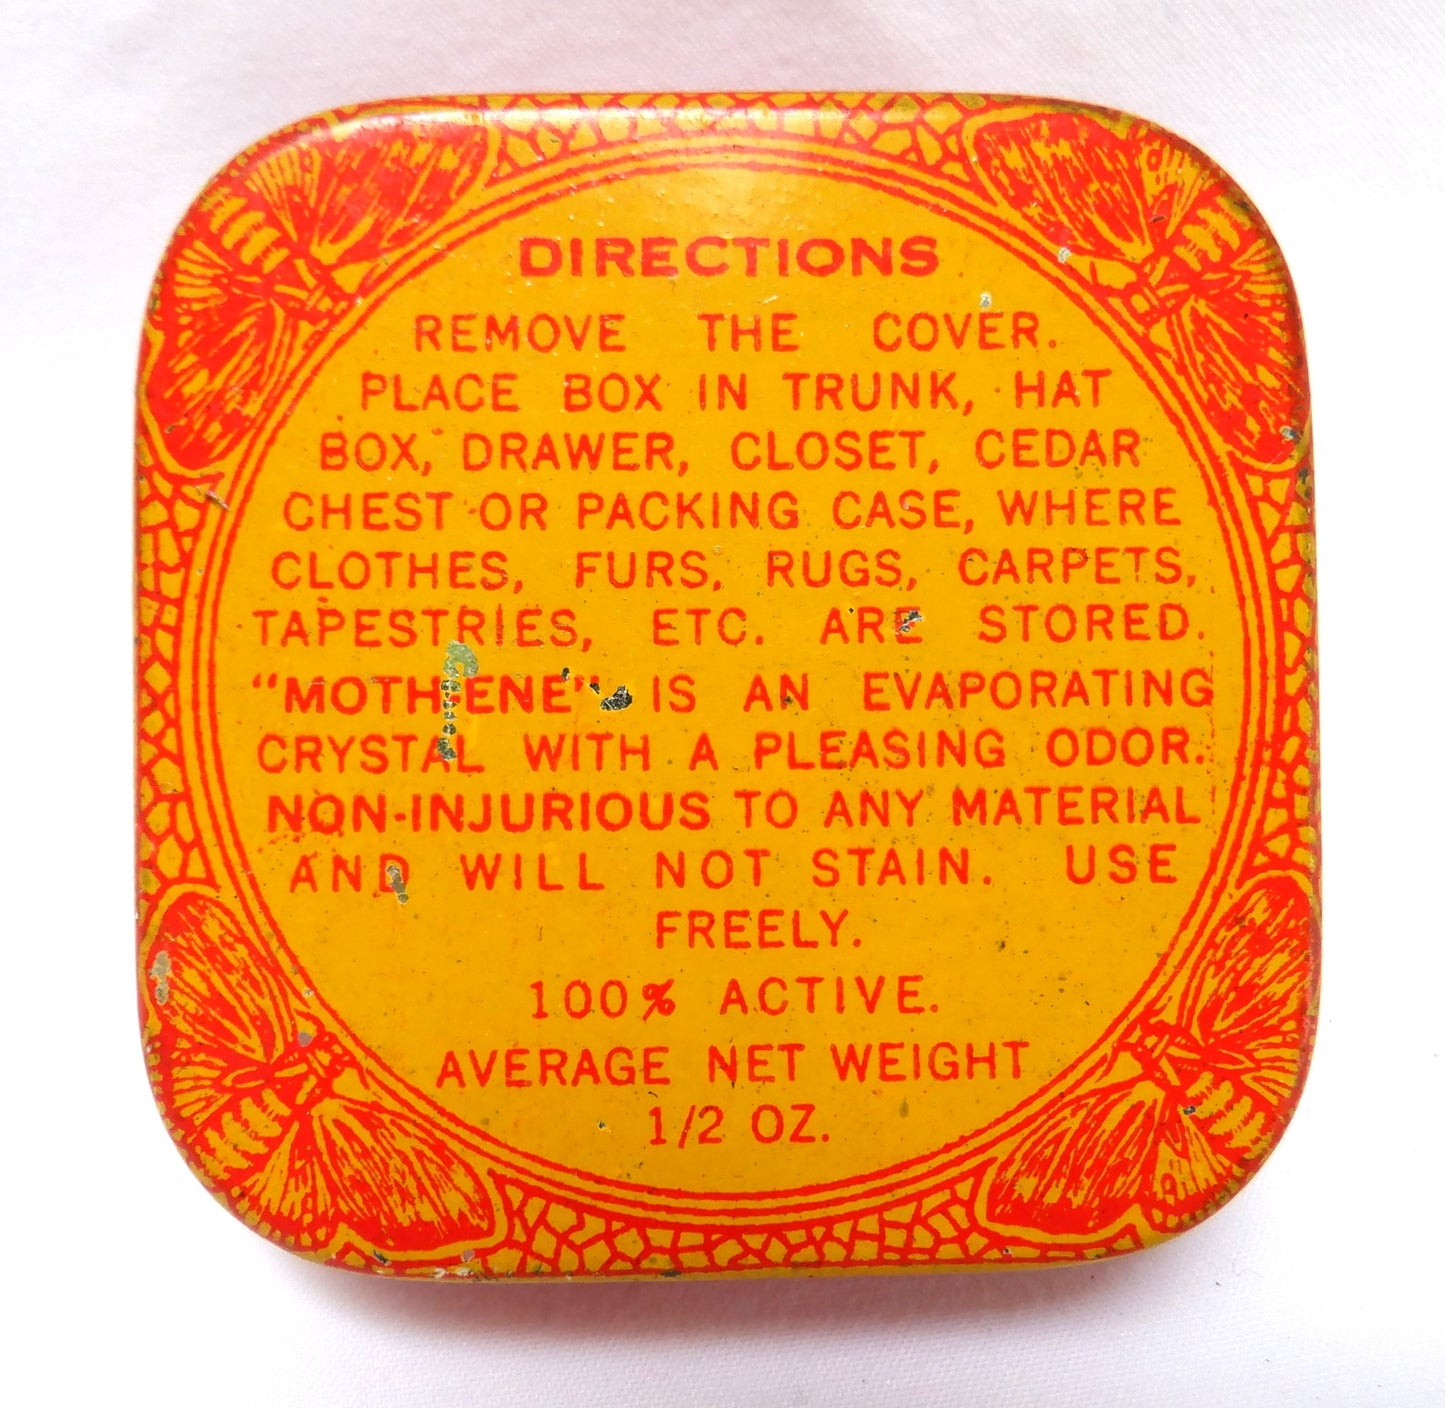 DIRECTIONS
REMOVE THE COVER.
PLACE BOX IN TRUNK, HAT
BOX, DRAWER, CLOSET, CEDAR
CHEST OR PACKING CASE, WHERE
CLOTHES, FURS, RUGS, CARPETS,
TAPESTRIES, ETC. ARE STORED.
"MOTH-ENE" IS AN EVAPORATING
CRYSTAL WITH A PLEASING ODOR.
NON-INJURIOUS TO ANY MATERIAL
AND WILL NOT STAIN. USE
FREELY.
100% ACTIVE.
AVERAGE NET WEIGHT
1/2 OZ.